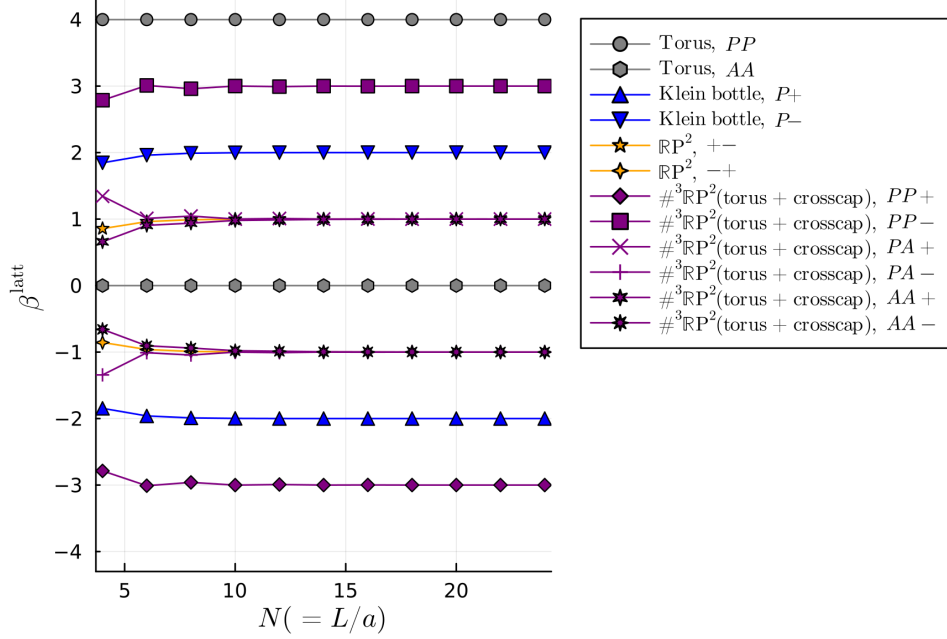 4
3
2
1
0
−1
−2
−3
−4
β^latt
5
10
15
20
N( = L/a)
Torus, PP
Torus, AA
Klein bottle, P+
Klein bottle, P−
ℝP², +−
ℝP², −+
#³ℝP²(torus + crosscap), PP+
#³ℝP²(torus + crosscap), PP−
#³ℝP²(torus + crosscap), PA+
#³ℝP²(torus + crosscap), PA−
#³ℝP²(torus + crosscap), AA+
#³ℝP²(torus + crosscap), AA−